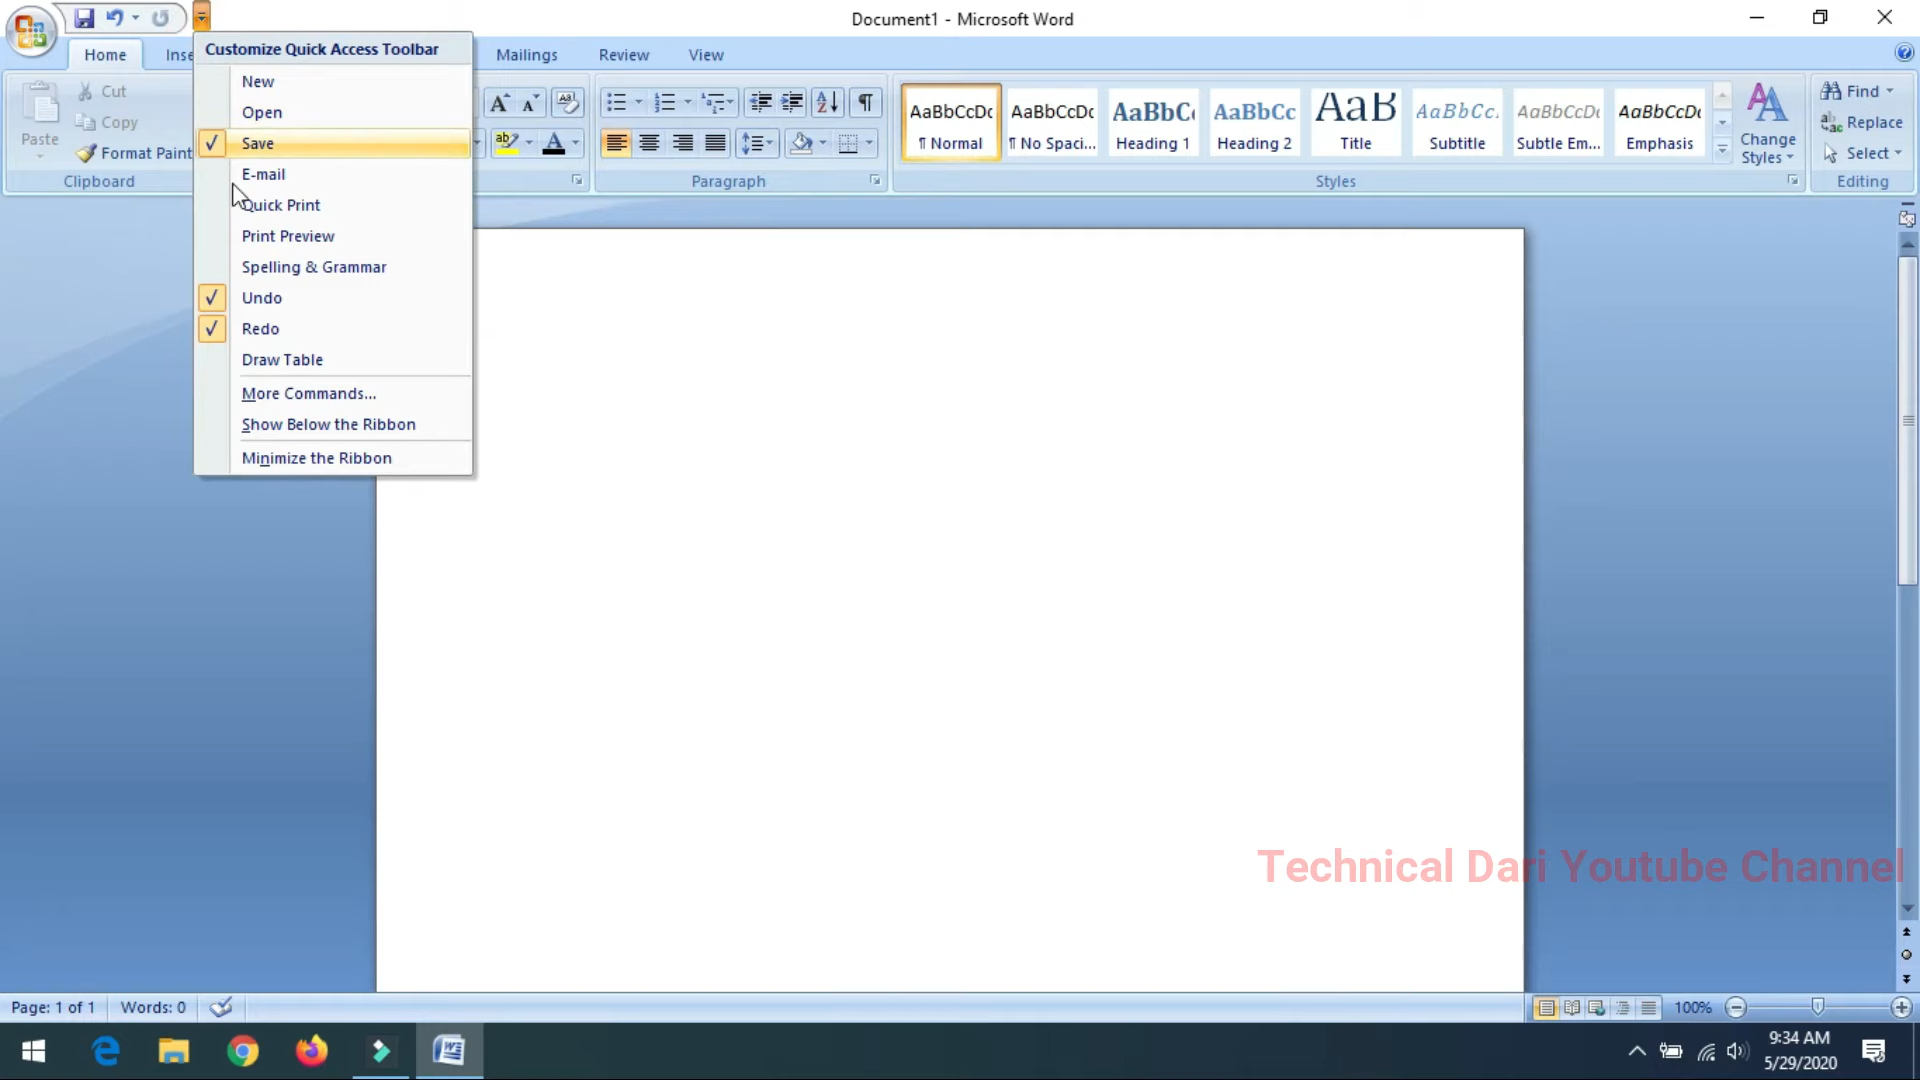 Document1 - Microsoft Word
Home
Inse
Mailings
Review
View
Customize Quick Access Toolbar
New
Open
Save
E-mail
Quick Print
Print Preview
Spelling & Grammar
Undo
Redo
Draw Table
More Commands...
Show Below the Ribbon
Minimize the Ribbon
Paste
Cut
Copy
Format Paint
Clipboard
Paragraph
AaBbCcDc
¶ Normal
AaBbCcDc
¶ No Spaci...
AaBbC
Heading 1
AaBbCc
Heading 2
AaB
Title
AaBbCc.
Subtitle
AaBbCcDc
Subtle Em...
AaBbCcDc
Emphasis
Change
Styles
Styles
Find
Replace
Select
Editing
Technical Dari Youtube Channel
Page: 1 of 1
Words: 0
100%
9:34 AM
5/29/2020